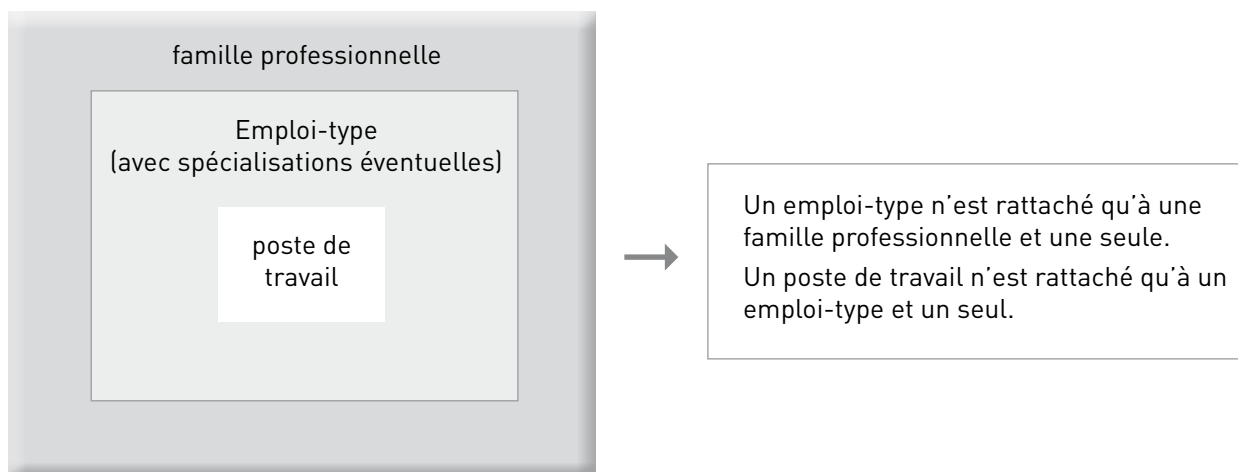 famille professionnelle
Emploi-type
(avec spécialisations éventuelles)
poste de
travail
Un emploi-type n’est rattaché qu’à une
famille professionnelle et une seule.
Un poste de travail n’est rattaché qu’à un
emploi-type et un seul.